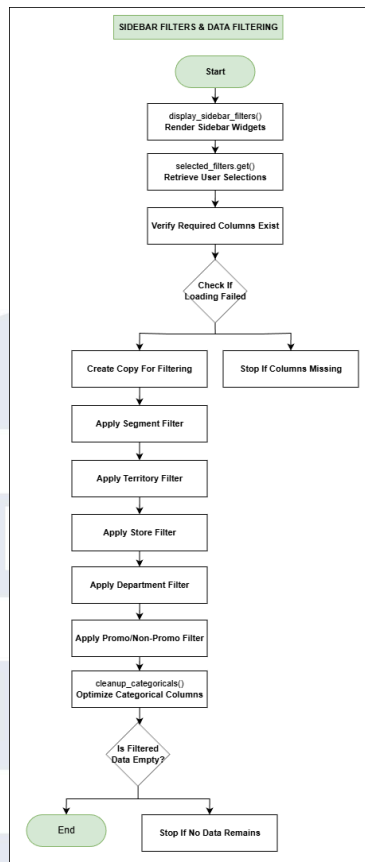 SIDEBAR FILTERS & DATA FILTERING
Start
display_sidebar_filters()
Render Sidebar Widgets
selected_filters.get()
Retrieve User Selections
Verify Required Columns Exist
Check If
Loading Failed
Create Copy For Filtering
Stop If Columns Missing
Apply Segment Filter
Apply Territory Filter
Apply Store Filter
Apply Department Filter
Apply Promo/Non-Promo Filter
cleanup_categoricals()
Optimize Categorical Columns
Is Filtered
Data Empty?
End
Stop If No Data Remains